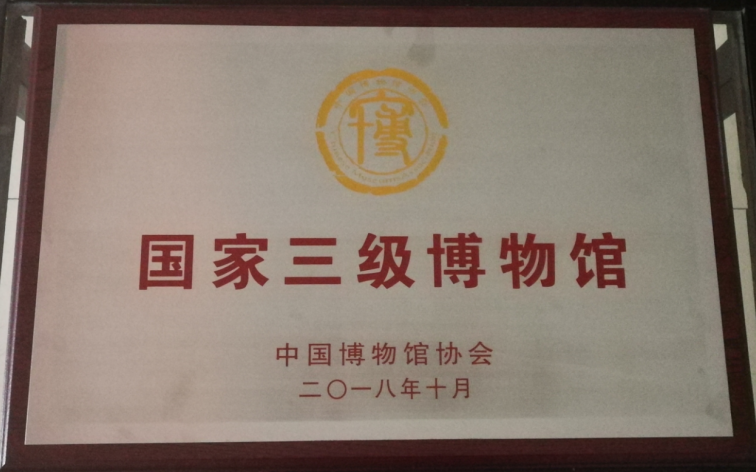 博
国家三级博物馆
中国博物馆协会
二〇一八年十月